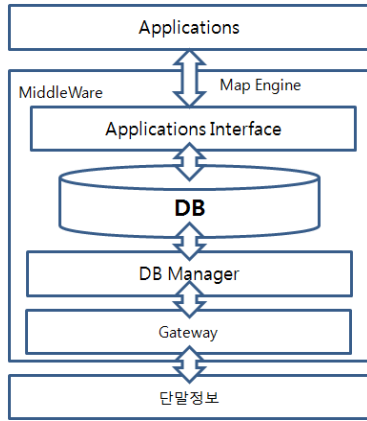 Applications
MiddleWare
Map Engine
Applications Interface
DB
DB Manager
Gateway
단말정보